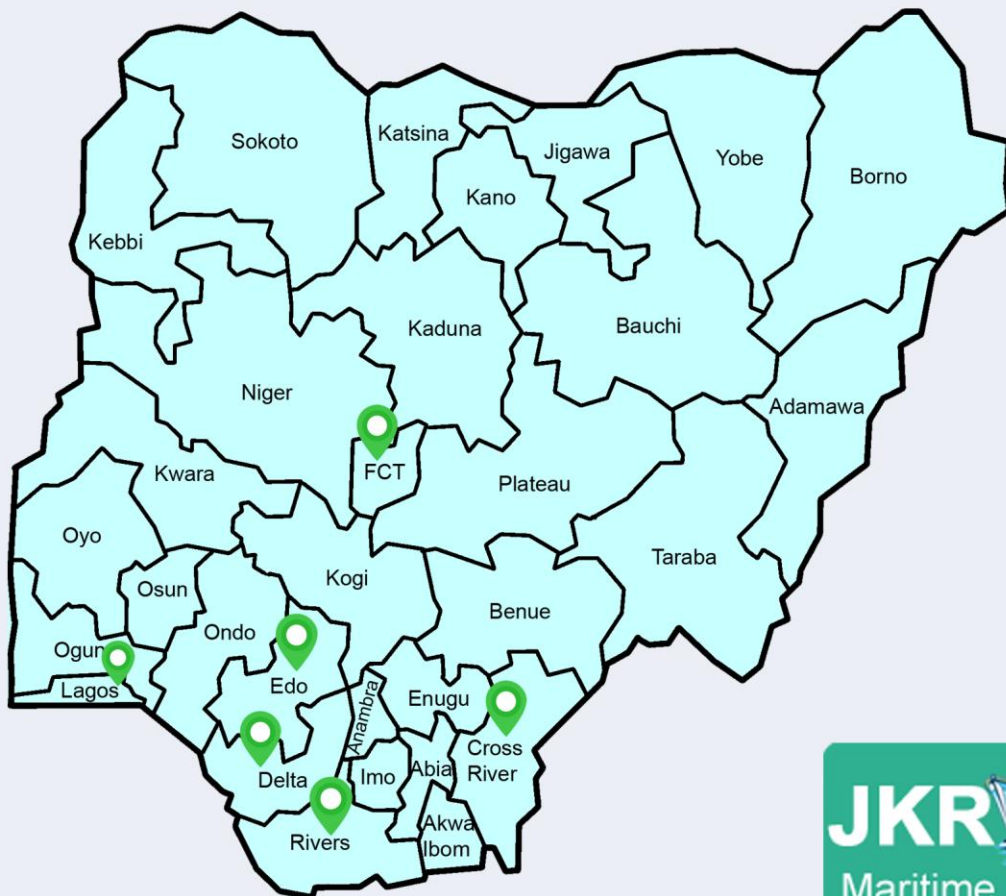 Sokoto
Katsina
Jigawa
Yobe
Borno
Kano
Kebbi
Kaduna
Bauchi
Niger
Adamawa
FCT
Kwara
Plateau
Oyo
Taraba
Kogi
Osun
Benue
Ondo
Ogun
Edo
Lagos
Anambra
Enugu
Cross
River
Delta
Imo
Abia
Rivers
Akwa
Ibom
JKR
Maritime